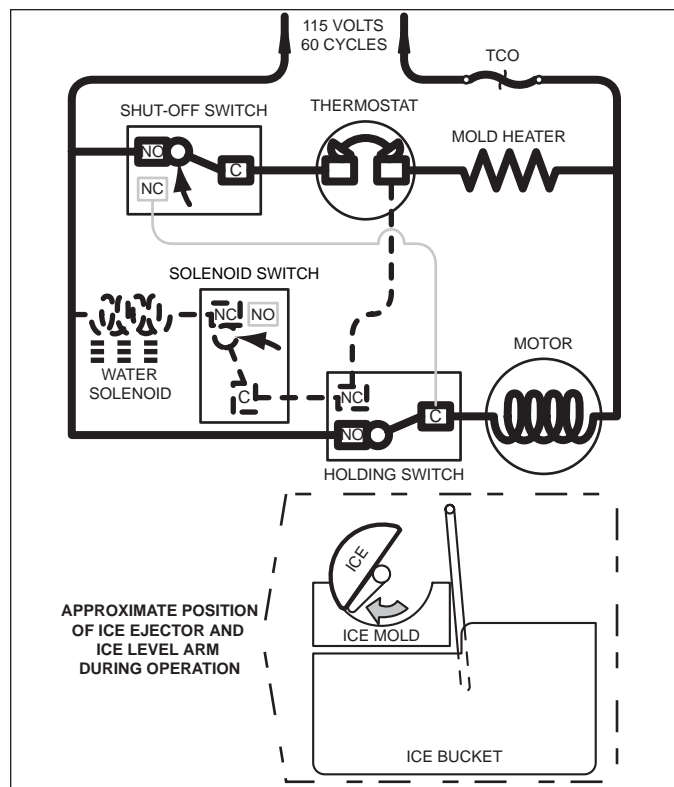 115 VOLTS
60 CYCLES
TCO
SHUT-OFF SWITCH
THERMOSTAT
MOLD HEATER
NO
C
NC
SOLENOID SWITCH
NC
NO
MOTOR
WATER
SOLENOID
C
NC
C
NO
HOLDING SWITCH
ICE
APPROXIMATE POSITION
OF ICE EJECTOR AND
ICE LEVEL ARM
DURING OPERATION
ICE MOLD
ICE BUCKET